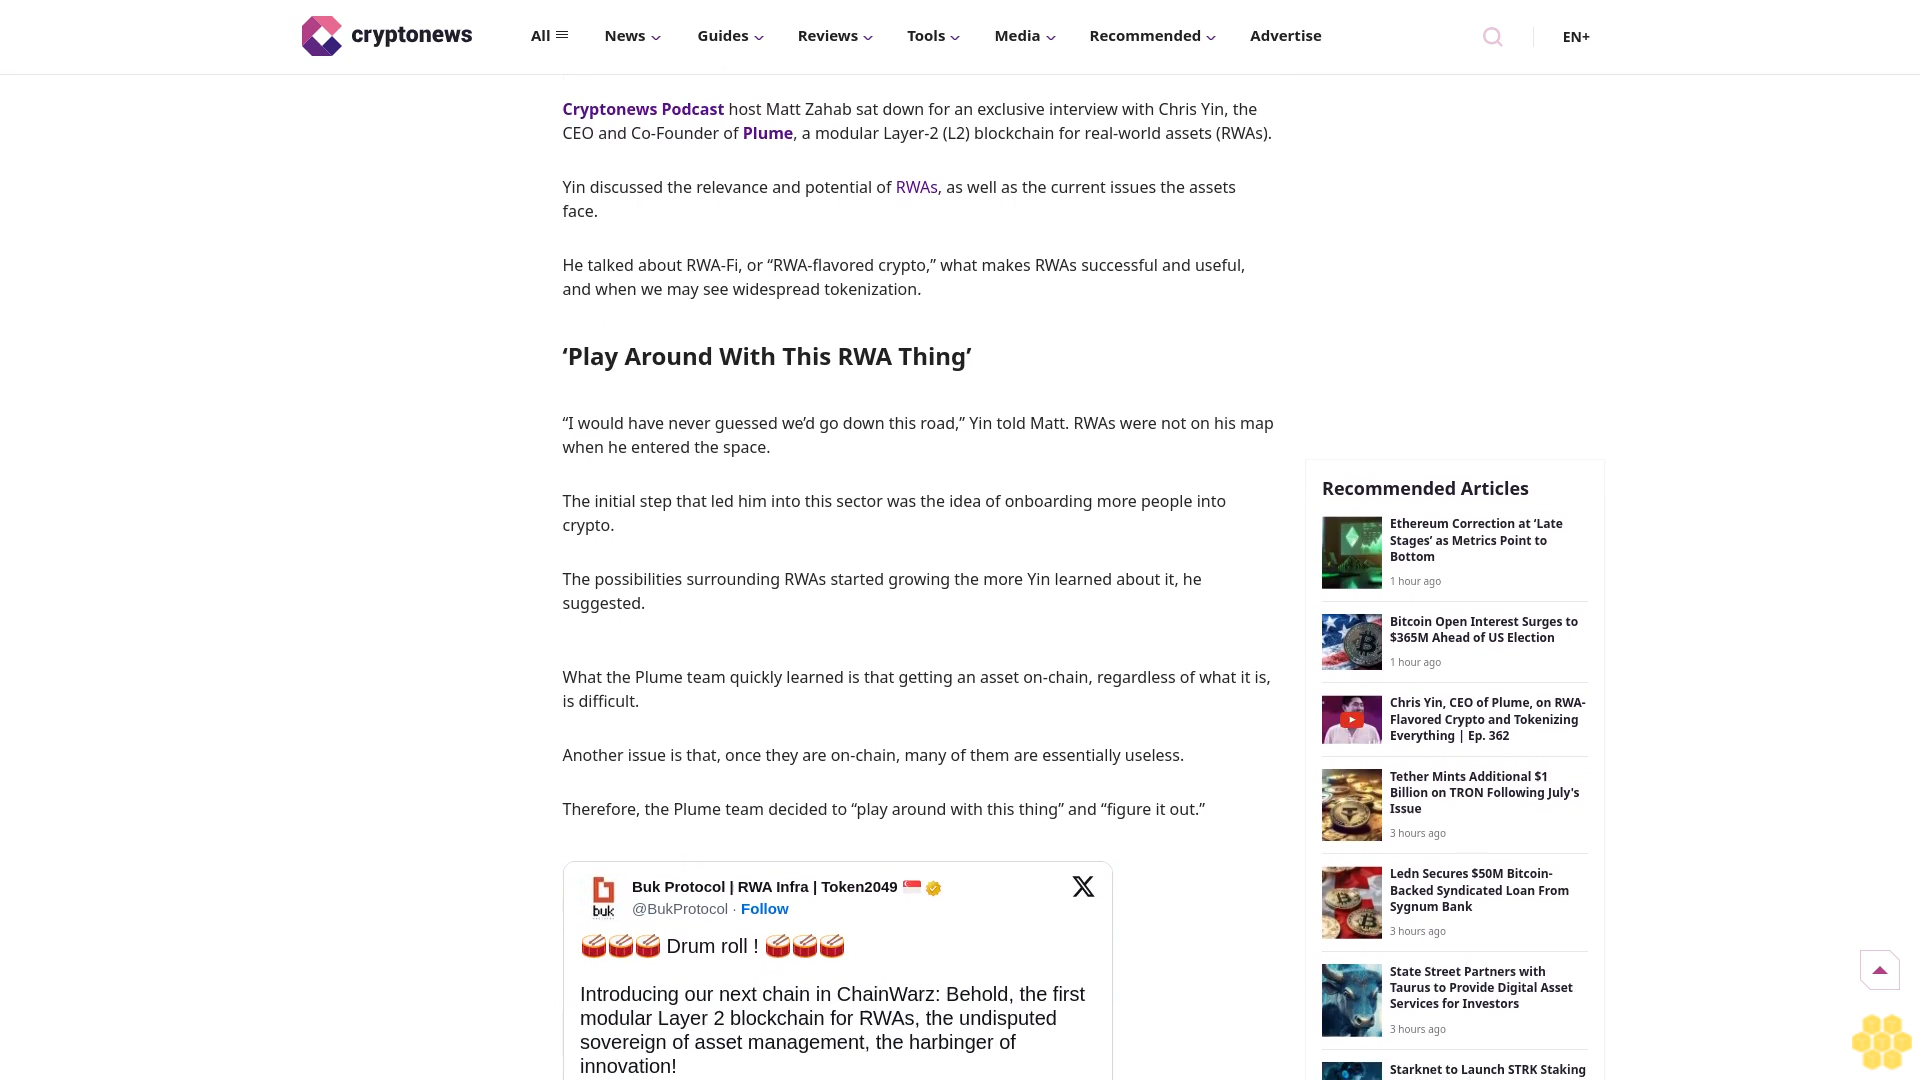 cryptonews
All
News
Guides
Reviews
Tools
Media
Recommended
Advertise
EN+
Cryptonews Podcast host Matt Zahab sat down for an exclusive interview with Chris Yin, the
CEO and Co-Founder of Plume, a modular Layer-2 (L2) blockchain for real-world assets (RWAs).
Yin discussed the relevance and potential of RWAs, as well as the current issues the assets
face.
He talked about RWA-Fi, or “RWA-flavored crypto,” what makes RWAs successful and useful,
and when we may see widespread tokenization.
‘Play Around With This RWA Thing’
“I would have never guessed we’d go down this road,” Yin told Matt. RWAs were not on his map
when he entered the space.
The initial step that led him into this sector was the idea of onboarding more people into
crypto.
The possibilities surrounding RWAs started growing the more Yin learned about it, he
suggested.
What the Plume team quickly learned is that getting an asset on-chain, regardless of what it is,
is difficult.
Another issue is that, once they are on-chain, many of them are essentially useless.
Therefore, the Plume team decided to “play around with this thing” and “figure it out.”
buk
Buk Protocol | RWA Infra | Token2049 🇸🇬
@BukProtocol · Follow
🥁🥁🥁 Drum roll ! 🥁🥁🥁
Introducing our next chain in ChainWarz: Behold, the first
modular Layer 2 blockchain for RWAs, the undisputed
sovereign of asset management, the harbinger of
innovation!
Recommended Articles
Ethereum Correction at ‘Late
Stages’ as Metrics Point to
Bottom
1 hour ago
Bitcoin Open Interest Surges to
$365M Ahead of US Election
1 hour ago
Chris Yin, CEO of Plume, on RWA-
Flavored Crypto and Tokenizing
Everything | Ep. 362
Tether Mints Additional $1
Billion on TRON Following July's
Issue
3 hours ago
Ledn Secures $50M Bitcoin-
Backed Syndicated Loan From
Sygnum Bank
3 hours ago
State Street Partners with
Taurus to Provide Digital Asset
Services for Investors
3 hours ago
Starknet to Launch STRK Staking